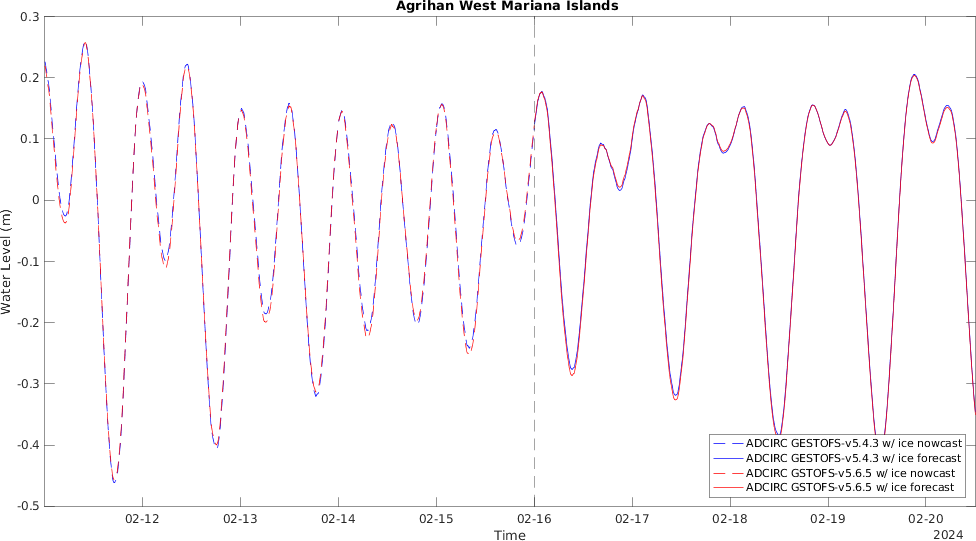 Agrihan West Mariana Islands
0.3
0.2
0.1
0
-0.1
-0.2
-0.3
-0.4
-0.5
Water Level (m)
ADCIRC GESTOFS-v5.4.3 w/ ice nowcast
ADCIRC GESTOFS-v5.4.3 w/ ice forecast
ADCIRC GSTOFS-v5.6.5 w/ ice nowcast
ADCIRC GSTOFS-v5.6.5 w/ ice forecast
02-12 02-13 02-14 02-15 02-16 02-17 02-18 02-19 02-20
Time
2024